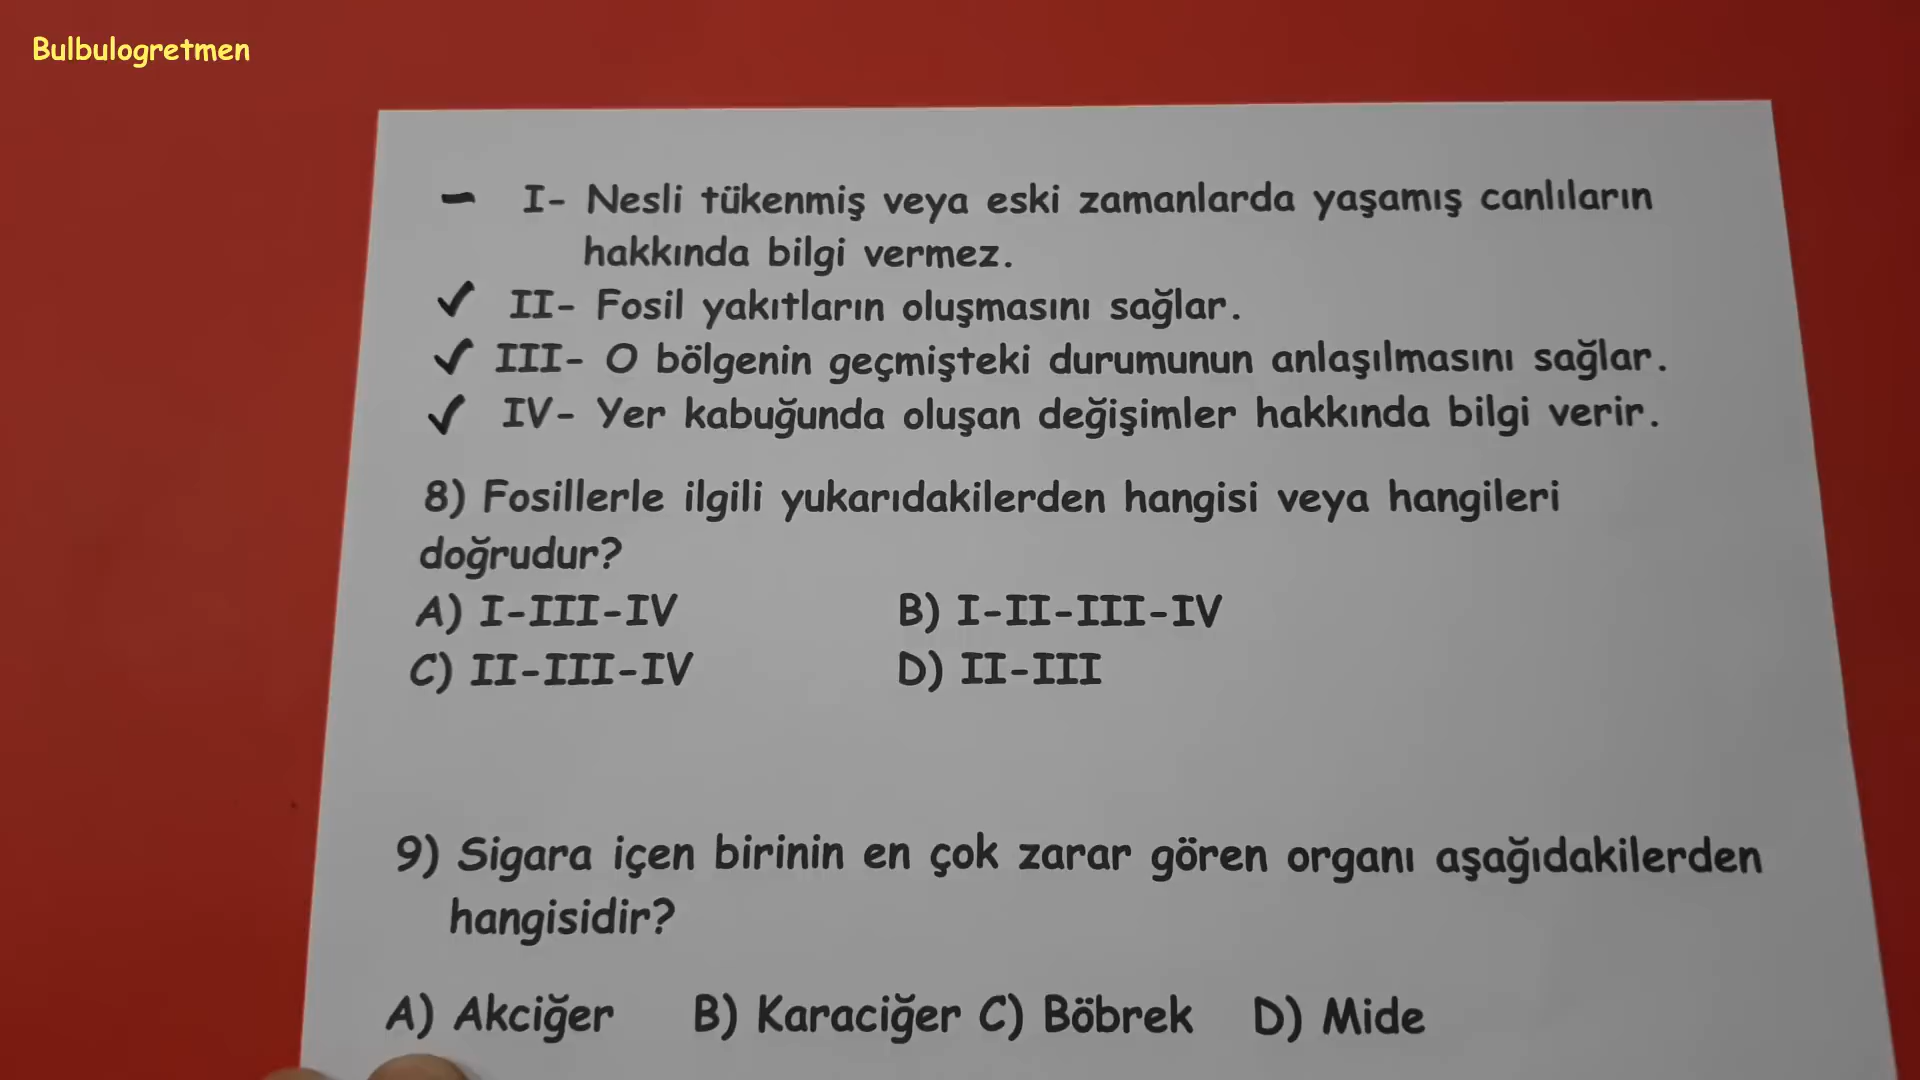 Bulbulogretmen
I- Nesli tükenmiş veya eski zamanlarda yaşamış canlıların
hakkında bilgi vermez.
✓ II- Fosil yakıtların oluşmasını sağlar.
✓ III- O bölgenin geçmişteki durumunun anlaşılmasını sağlar.
✓ IV- Yer kabuğunda oluşan değişimler hakkında bilgi verir.
8) Fosillerle ilgili yukarıdakilerden hangisi veya hangileri
doğrudur?
A) I-III-IV B) I-II-III-IV
C) II-III-IV D) II-III
9) Sigara içen birinin en çok zarar gören organı aşağıdakilerden
hangisidir?
A) Akciğer B) Karaciğer C) Böbrek D) Mide